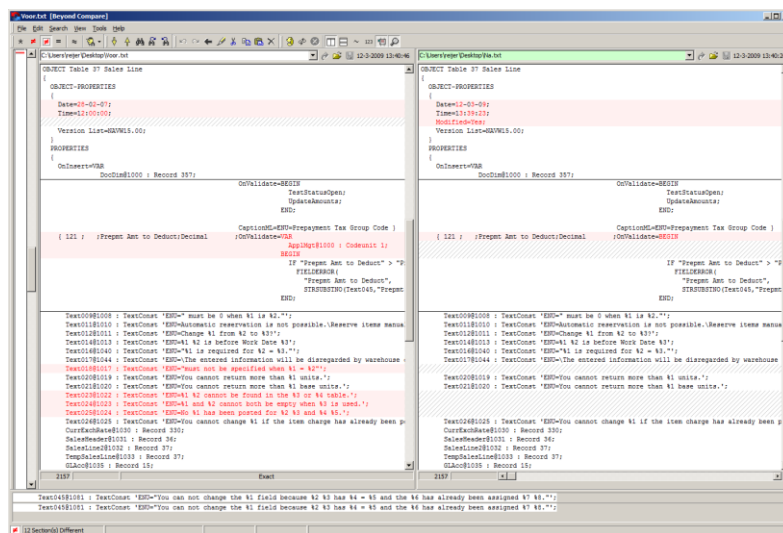 Voor.txt [Beyond Compare]
File Edit Search View Tools Help
C:\Users\rejier\Desktop\Voor.txt 12-3-2009 13:40:46
OBJECT Table 37 Sales Line
{
OBJECT-PROPERTIES
{
Date=28-02-07;
Time=12:00:00;
Version List=NAVW15.00;
}
PROPERTIES
{
OnInsert=VAR
DocDim@1000 : Record 357;
OnValidate=BEGIN
TestStatusOpen;
UpdateAmounts;
END;
CaptionML=ENU=Prepayment Tax Group Code }
{ 121 ; ;Prepmt Amt to Deduct;Decimal ;OnValidate=VAR
ApplMgt@1000 : Codeunit 1;
BEGIN
IF "Prepmt Amt to Deduct" > "P
FIELDERROR(
"Prepmt Amt to Deduct",
STRSUBSTNO(Text045,"Prepmt
END;
Text009@1008 : TextConst 'ENU=" must be 0 when %1 is %2."';
Text011@1010 : TextConst 'ENU=Automatic reservation is not possible.\Reserve items manua
Text012@1011 : TextConst 'ENU=Change %1 from %2 to %3?';
Text014@1013 : TextConst 'ENU=%1 %2 is before Work Date %3';
Text016@1040 : TextConst 'ENU="%1 is required for %2 = %3."';
Text017@1044 : TextConst 'ENU=\The entered information will be disregarded by warehouse
Text018@1017 : TextConst 'ENU="must not be specified when %1 = %2"';
Text020@1019 : TextConst 'ENU=You cannot return more than %1 units.';
Text021@1020 : TextConst 'ENU=You cannot return more than %1 base units.';
Text023@1022 : TextConst 'ENU=%1 %2 cannot be found in the %3 or %4 table.';
Text024@1023 : TextConst 'ENU=%1 and %2 cannot both be empty when %3 is used.';
Text025@1024 : TextConst 'ENU=No %1 has been posted for %2 %3 and %4 %5.';
Text026@1025 : TextConst 'ENU=You cannot change %1 if the item charge has already been p
CurrExchRate@1030 : Record 330;
SalesHeader@1031 : Record 36;
SalesLine2@1032 : Record 37;
TempSalesLine@1033 : Record 37;
GLAcc@1035 : Record 15;
2157 Exact
C:\Users\rejier\Desktop\Na.txt 12-3-2009 13:40:2
OBJECT Table 37 Sales Line
{
OBJECT-PROPERTIES
{
Date=12-03-09;
Time=13:39:23;
Modified=Yes;
Version List=NAVW15.00;
}
PROPERTIES
{
OnInsert=VAR
DocDim@1000 : Record 357;
OnValidate=BEGIN
TestStatusOpen;
UpdateAmounts;
END;
CaptionML=ENU=Prepayment Tax Group Code }
{ 121 ; ;Prepmt Amt to Deduct;Decimal ;OnValidate=BEGIN
IF "Prepmt Amt to Deduct" > "P
FIELDERROR(
"Prepmt Amt to Deduct",
STRSUBSTNO(Text045,"Prepmt
END;
Text009@1008 : TextConst 'ENU=" must be 0 when %1 is %2."';
Text011@1010 : TextConst 'ENU=Automatic reservation is not possible.\Reserve items manua
Text012@1011 : TextConst 'ENU=Change %1 from %2 to %3?';
Text014@1013 : TextConst 'ENU=%1 %2 is before Work Date %3';
Text016@1040 : TextConst 'ENU="%1 is required for %2 = %3."';
Text017@1044 : TextConst 'ENU=\The entered information will be disregarded by warehouse
Text020@1019 : TextConst 'ENU=You cannot return more than %1 units.';
Text021@1020 : TextConst 'ENU=You cannot return more than %1 base units.';
Text026@1025 : TextConst 'ENU=You cannot change %1 if the item charge has already been p
CurrExchRate@1030 : Record 330;
SalesHeader@1031 : Record 36;
SalesLine2@1032 : Record 37;
TempSalesLine@1033 : Record 37;
GLAcc@1035 : Record 15;
2157
Text045@1081 : TextConst 'ENU="You can not change the %1 field because %2 %3 has %4 = %5 and the %6 has already been assigned %7 %8."';
Text045@1081 : TextConst 'ENU="You can not change the %1 field because %2 %3 has %4 = %5 and the %6 has already been assigned %7 %8."';
12 Section(s) Different